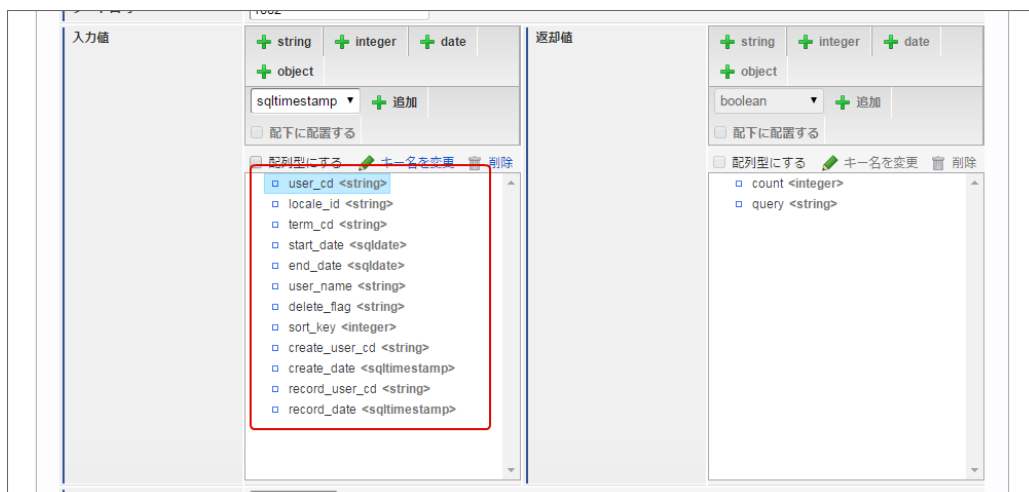 1002
入力値
string integer date
object
sqltimestamp 追加
配下に配置する
配列型にする キー名を変更 削除
user_cd <string>
locale_id <string>
term_cd <string>
start_date <sqldate>
end_date <sqldate>
user_name <string>
delete_flag <string>
sort_key <integer>
create_user_cd <string>
create_date <sqltimestamp>
record_user_cd <string>
record_date <sqltimestamp>
返却値
string integer date
object
boolean 追加
配下に配置する
配列型にする キー名を変更 削除
count <integer>
query <string>